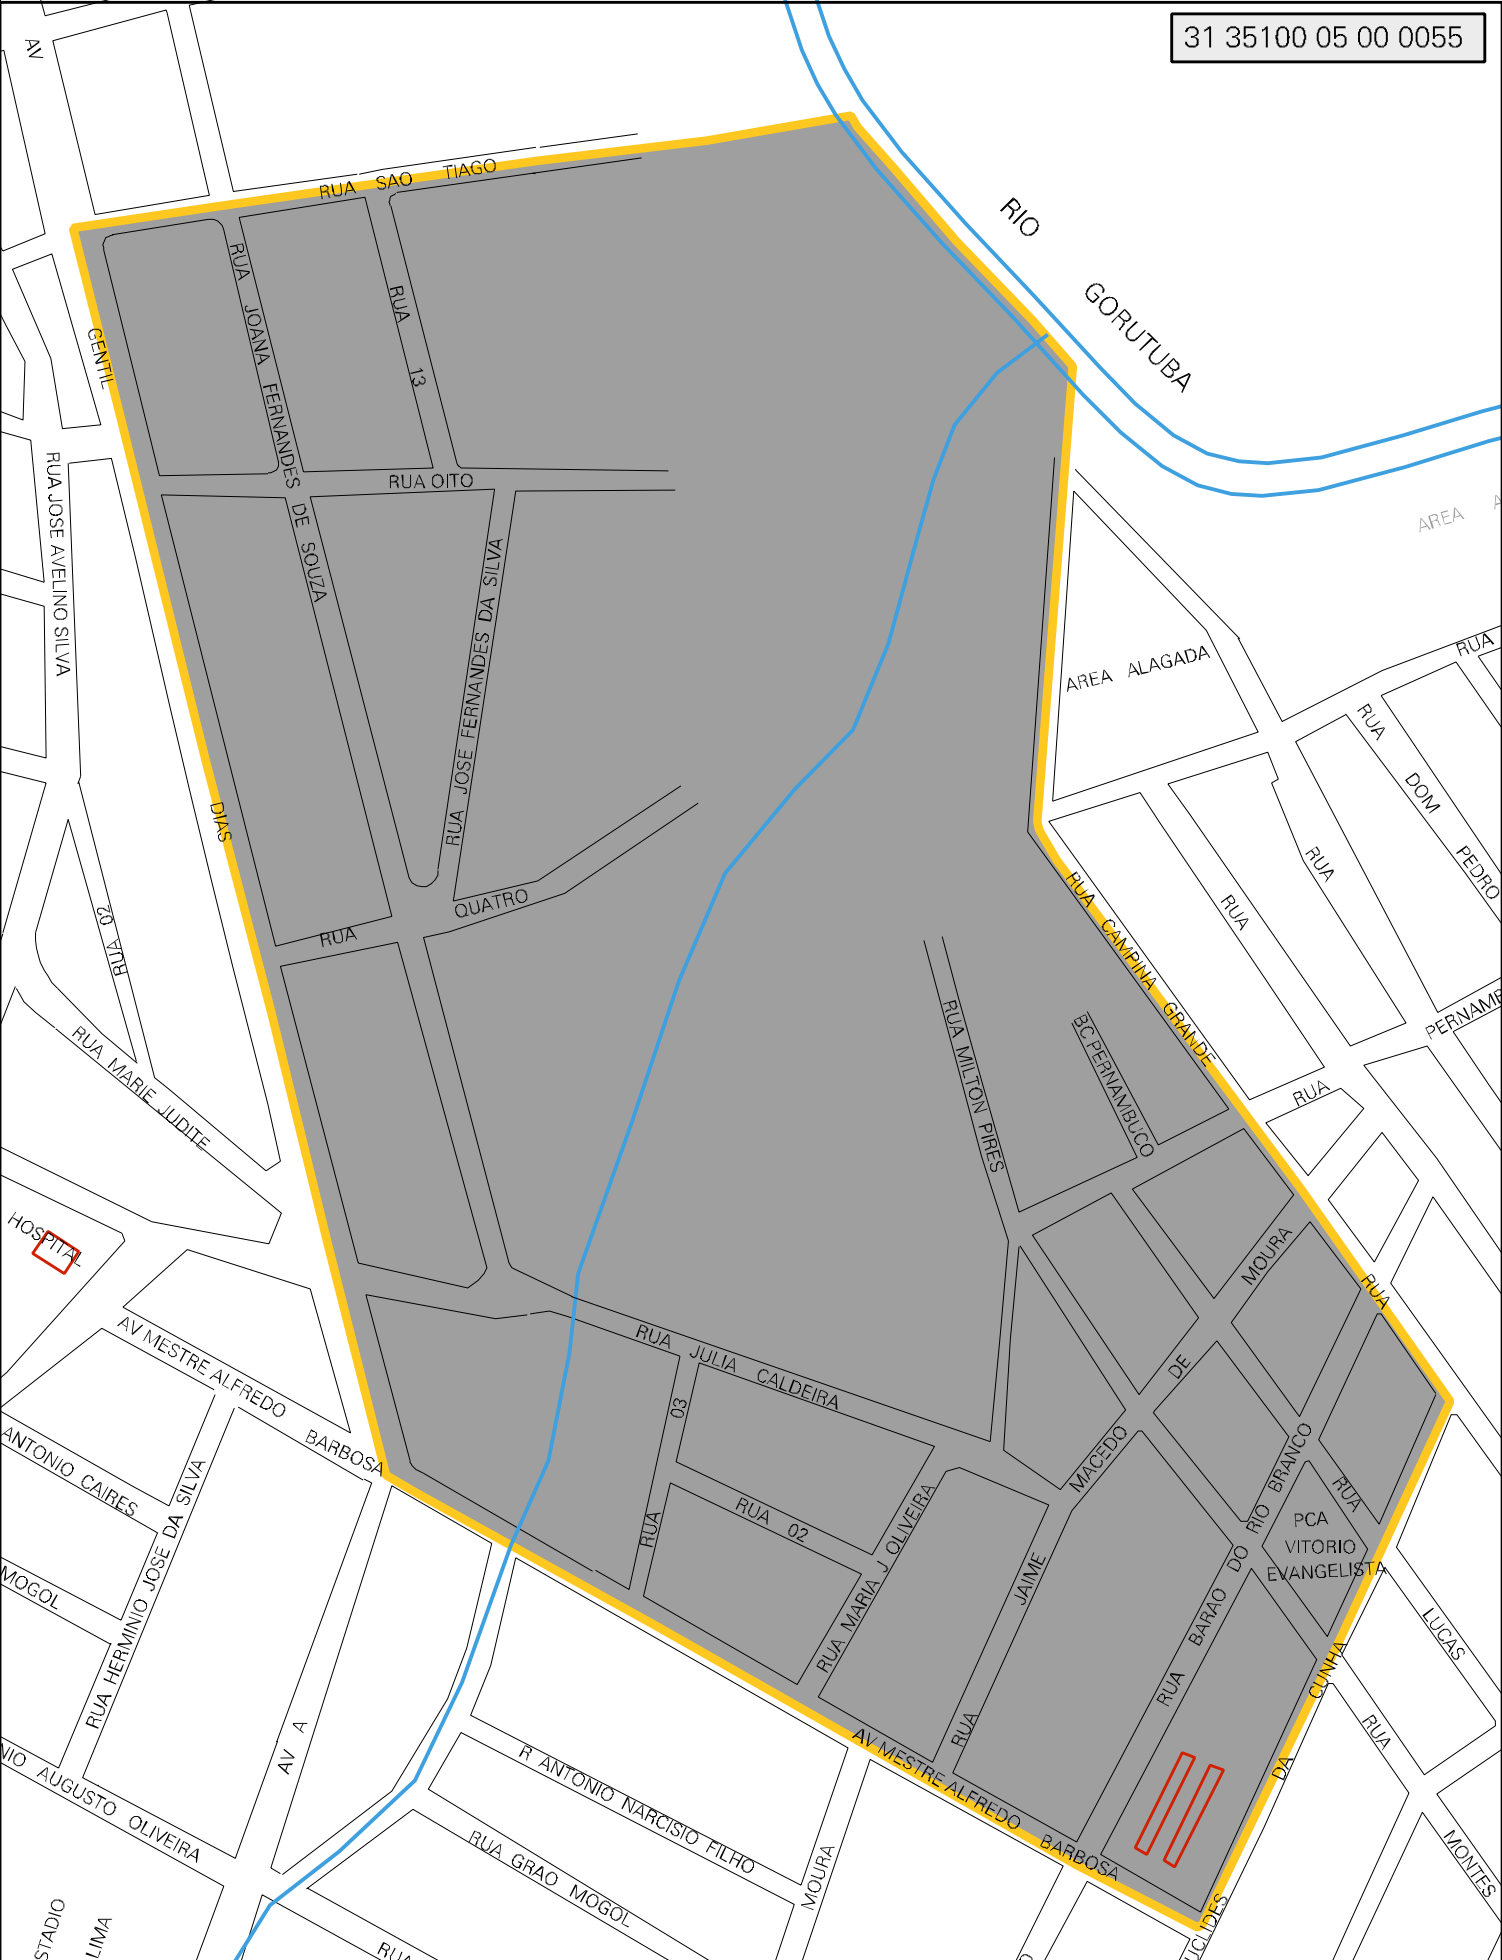 31 35100 05 00 0055
AV
RUA SAO TIAGO
RIO
GORUTUBA
RUA JOANA FERNANDES DE SOUZA
RUA 13
GENTIL
DIAS
RUA OITO
RUA JOSE AVELINO SILVA
RUA JOSE FERNANDES DA SILVA
AREA
AREA ALAGADA
RUA
RUA DOM PEDRO
RUA
RUA
RUA CAMPINA GRANDE
RUA QUATRO
RUA 02
RUA MARIE JUDITE
RUA MILTON PIRES
BC PERNAMBUCO
PERNAMB
RUA
HOSPITAL
MOURA
DE
MACEDO
JAIME
RUA
RUA
AV MESTRE ALFREDO BARBOSA
RUA JULIA CALDEIRA
03
RUA
RUA 02
RUA MARIA J OLIVEIRA
RUA BARAO DO RIO BRANCO
RUA
PCA
VITORIO
EVANGELISTA
LUCAS
ANTONIO CAIRES
MOGOL
RUA HERMINIO JOSE DA SILVA
AV A
NIO AUGUSTO OLIVEIRA
R ANTONIO NARCISIO FILHO
RUA GRAO MOGOL
MOURA
AV MESTRE ALFREDO BARBOSA
CUNHA
DA
UCLIDES
RUA
MONTES
STADIO
LIMA
RUA